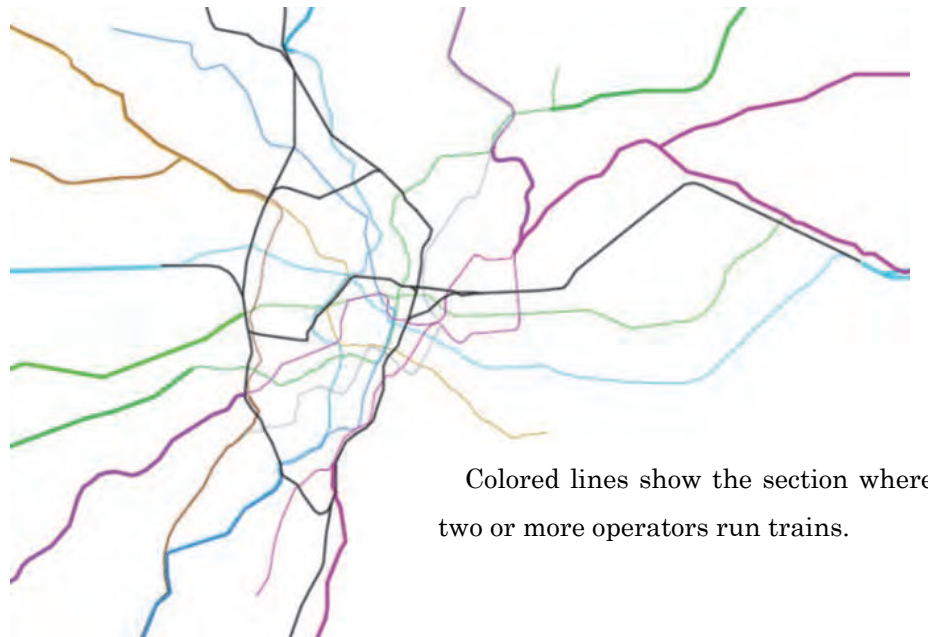 Colored lines show the section where
two or more operators run trains.